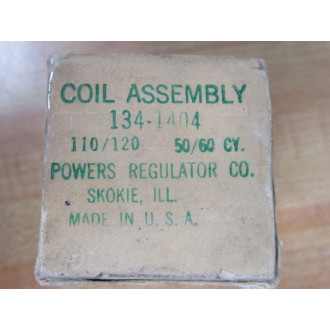 COIL ASSEMBLY
134-1404
110/120 50/60 CY.
POWERS REGULATOR CO.
SKOKIE, ILL.
MADE IN U. S. A.